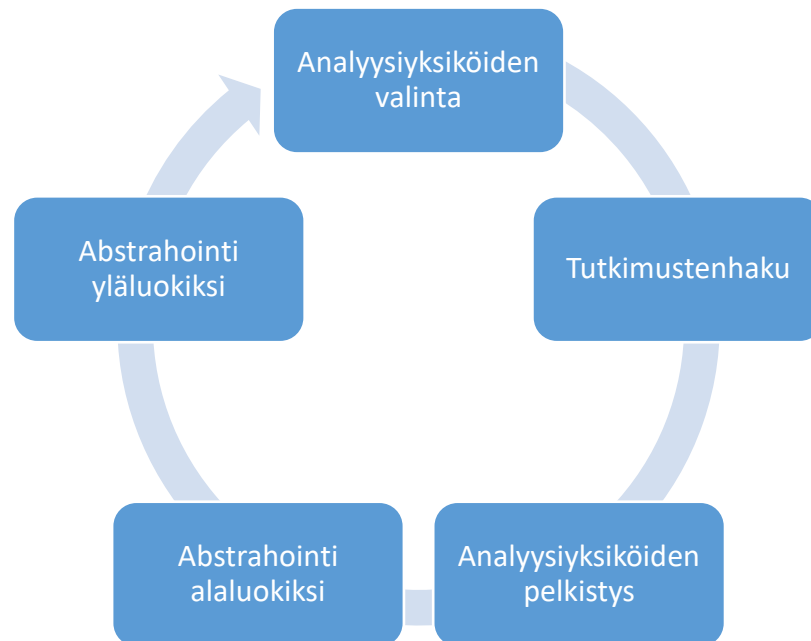 Analyysiyksiköiden
valinta
Tutkimustenhaku
Analyysiyksiköiden
pelkistys
Abstrahointi
alaluokiksi
Abstrahointi
yläluokiksi